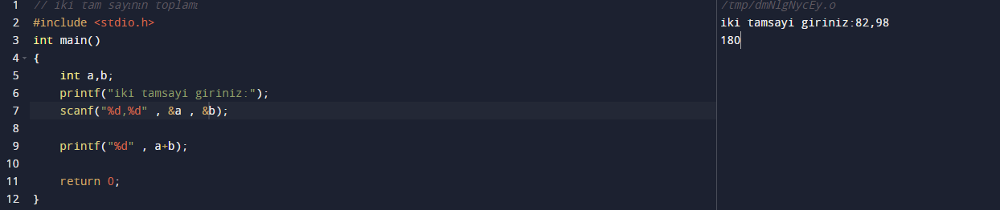 1 // iki tam sayının toplamı
2 #include <stdio.h>
3 int main()
4 {
5 int a,b;
6 printf("iki tamsayi giriniz:");
7 scanf("%d,%d" , &a , &b);
8
9 printf("%d" , a+b);
10
11 return 0;
12 }
/tmp/dmNlgNycEy.o
iki tamsayi giriniz:82,98
180